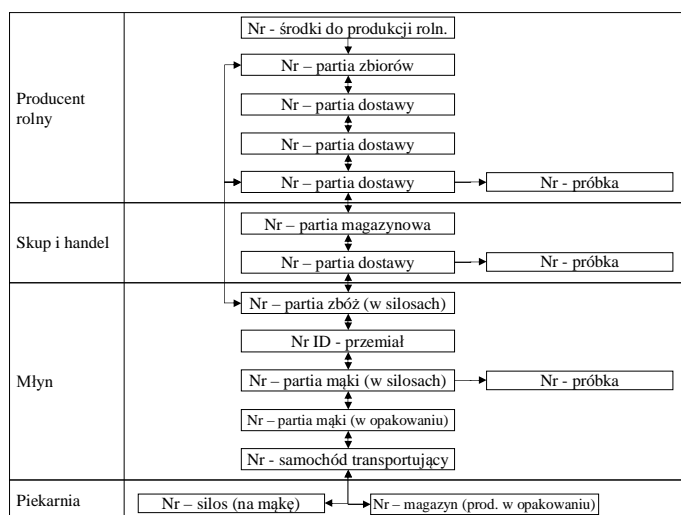 Nr - środki do produkcji roln.
Nr – partia zbiorów
Producent
rolny
Nr – partia dostawy
Nr – partia dostawy
Nr – partia dostawy
Nr - próbka
Skup i handel
Nr – partia magazynowa
Nr – partia dostawy
Nr - próbka
Młyn
Nr – partia zbóż (w silosach)
Nr ID - przemiał
Nr – partia mąki (w silosach)
Nr - próbka
Nr – partia mąki (w opakowaniu)
Nr - samochód transportujący
Piekarnia
Nr – silos (na mąkę)
Nr – magazyn (prod. w opakowaniu)